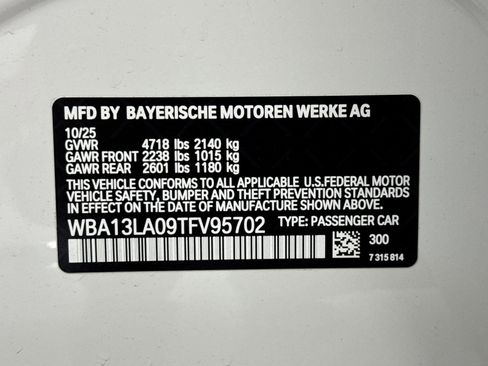 MFD BY BAYERISCHE MOTOREN WERKE AG
10/25
GVWR 4718 lbs 2140 kg
GAWR FRONT 2238 lbs 1015 kg
GAWR REAR 2601 lbs 1180 kg
THIS VEHICLE CONFORMS TO ALL APPLICABLE U.S.FEDERAL MOTOR
VEHICLE SAFETY, BUMPER AND THEFT PREVENTION STANDARDS
IN EFFECT ON THE DATE OF MANUFACTURE SHOWN ABOVE.
WBA13LA09TFV95702 TYPE: PASSENGER CAR
300
7 315 814